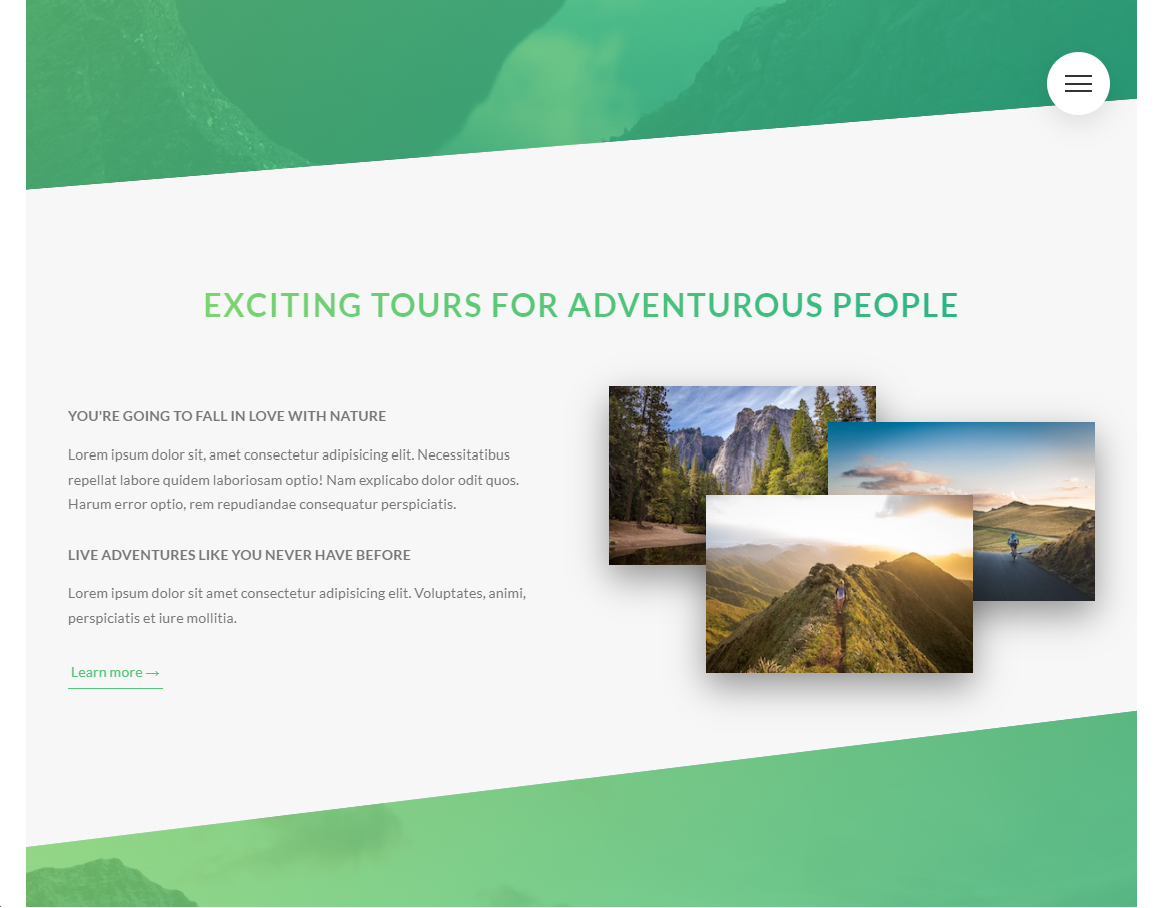 EXCITING TOURS FOR ADVENTUROUS PEOPLE
YOU'RE GOING TO FALL IN LOVE WITH NATURE
Lorem ipsum dolor sit, amet consectetur adipisicing elit. Necessitatibus
repellat labore quidem laboriosam optio! Nam explicabo dolor odit quos.
Harum error optio, rem repudiandae consequatur perspiciatis.
LIVE ADVENTURES LIKE YOU NEVER HAVE BEFORE
Lorem ipsum dolor sit amet consectetur adipisicing elit. Voluptates, animi,
perspiciatis et iure mollitia.
Learn more →